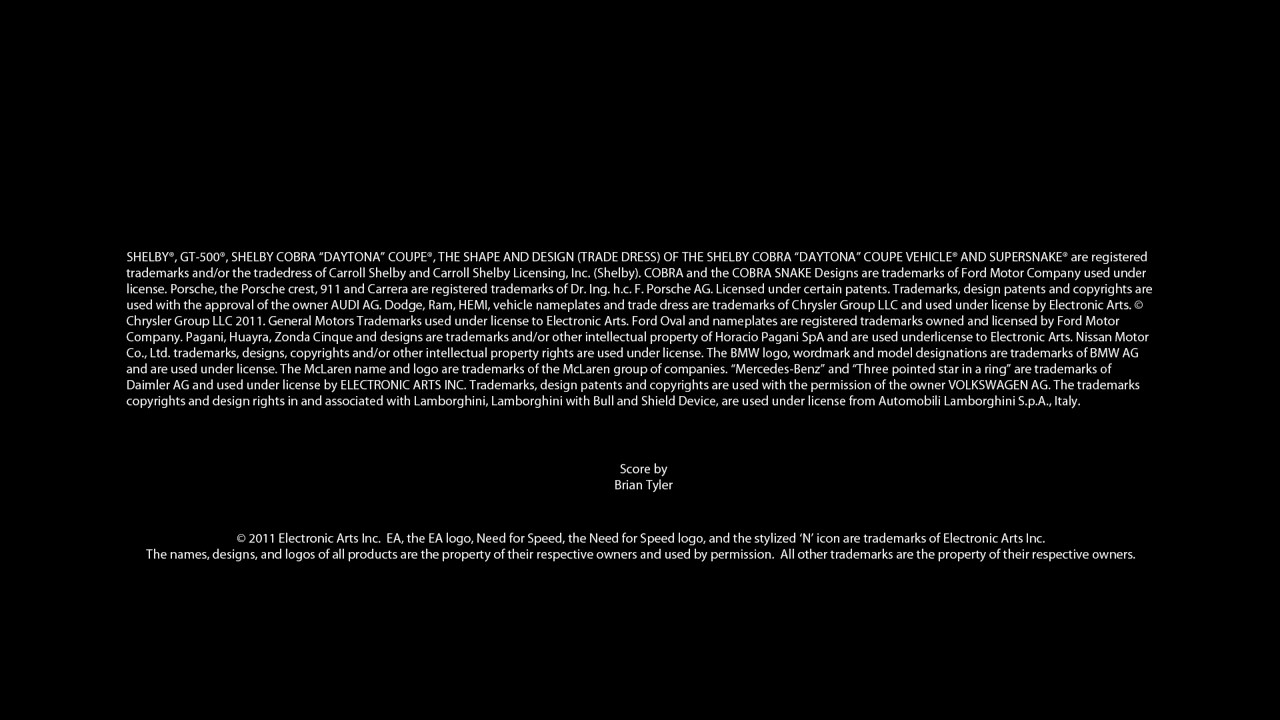 SHELBY®, GT-500®, SHELBY COBRA “DAYTONA” COUPE®, THE SHAPE AND DESIGN (TRADE DRESS) OF THE SHELBY COBRA “DAYTONA” COUPE VEHICLE® AND SUPERSNAKE® are registered
trademarks and/or the tradedress of Carroll Shelby and Carroll Shelby Licensing, Inc. (Shelby). COBRA and the COBRA SNAKE Designs are trademarks of Ford Motor Company used under
license. Porsche, the Porsche crest, 911 and Carrera are registered trademarks of Dr. Ing. h.c. F. Porsche AG. Licensed under certain patents. Trademarks, design patents and copyrights are
used with the approval of the owner AUDI AG. Dodge, Ram, HEMI, vehicle nameplates and trade dress are trademarks of Chrysler Group LLC and used under license by Electronic Arts. ©
Chrysler Group LLC 2011. General Motors Trademarks used under license to Electronic Arts. Ford Oval and nameplates are registered trademarks owned and licensed by Ford Motor
Company. Pagani, Huayra, Zonda Cinque and designs are trademarks and/or other intellectual property of Horacio Pagani SpA and are used underlicense to Electronic Arts. Nissan Motor
Co., Ltd. trademarks, designs, copyrights and/or other intellectual property rights are used under license. The BMW logo, wordmark and model designations are trademarks of BMW AG
and are used under license. The McLaren name and logo are trademarks of the McLaren group of companies. “Mercedes-Benz” and “Three pointed star in a ring” are trademarks of
Daimler AG and used under license by ELECTRONIC ARTS INC. Trademarks, design patents and copyrights are used with the permission of the owner VOLKSWAGEN AG. The trademarks
copyrights and design rights in and associated with Lamborghini, Lamborghini with Bull and Shield Device, are used under license from Automobili Lamborghini S.p.A., Italy.
Score by
Brian Tyler
© 2011 Electronic Arts Inc.  EA, the EA logo, Need for Speed, the Need for Speed logo, and the stylized ‘N’ icon are trademarks of Electronic Arts Inc.
The names, designs, and logos of all products are the property of their respective owners and used by permission.  All other trademarks are the property of their respective owners.